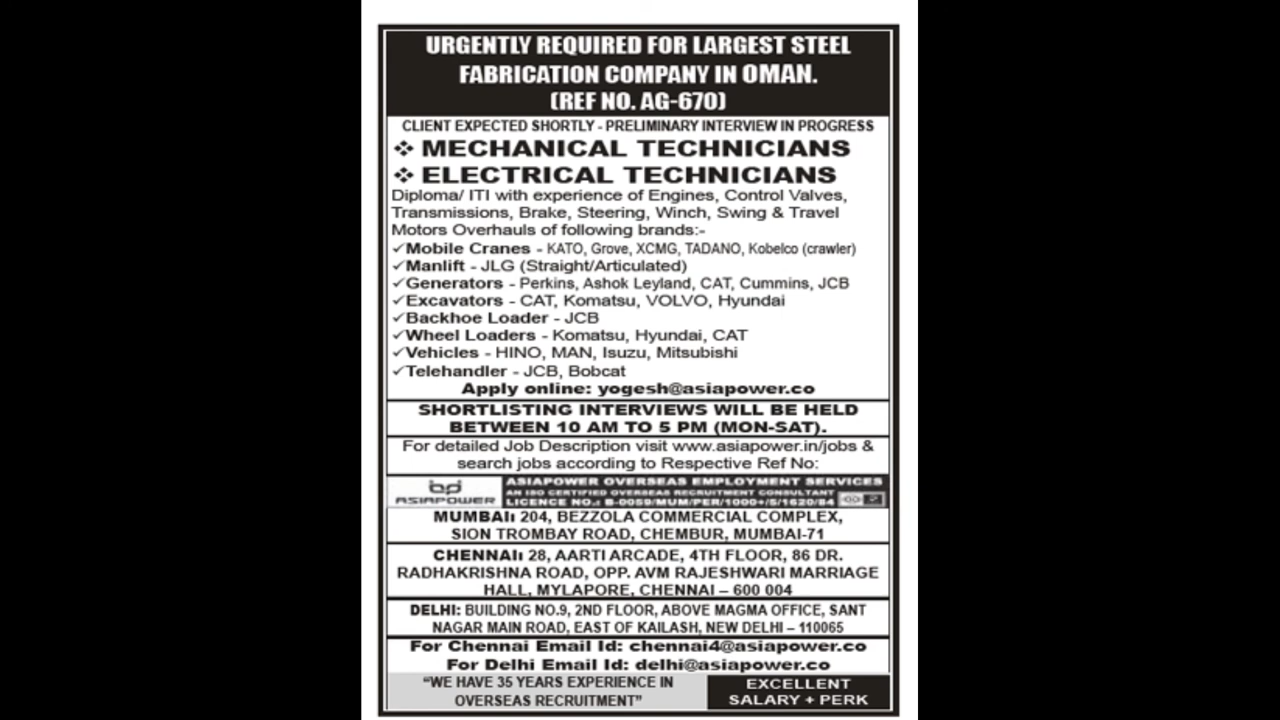 URGENTLY REQUIRED FOR LARGEST STEEL
FABRICATION COMPANY IN OMAN.
(REF NO. AG-670)
CLIENT EXPECTED SHORTLY - PRELIMINARY INTERVIEW IN PROGRESS
❖ MECHANICAL TECHNICIANS
❖ ELECTRICAL TECHNICIANS
Diploma/ ITI with experience of Engines, Control Valves,
Transmissions, Brake, Steering, Winch, Swing & Travel
Motors Overhauls of following brands:-
✓Mobile Cranes - KATO, Grove, XCMG, TADANO, Kobelco (crawler)
✓Manlift - JLG (Straight/Articulated)
✓Generators - Perkins, Ashok Leyland, CAT, Cummins, JCB
✓Excavators - CAT, Komatsu, VOLVO, Hyundai
✓Backhoe Loader - JCB
✓Wheel Loaders - Komatsu, Hyundai, CAT
✓Vehicles - HINO, MAN, Isuzu, Mitsubishi
✓Telehandler - JCB, Bobcat
Apply online: yogesh@asiapower.co
SHORTLISTING INTERVIEWS WILL BE HELD
BETWEEN 10 AM TO 5 PM (MON-SAT).
For detailed Job Description visit www.asiapower.in/jobs &
search jobs according to Respective Ref No:
ASIAPOWER
ASIAPOWER OVERSEAS EMPLOYMENT SERVICES
AN ISO CERTIFIED OVERSEAS RECRUITMENT CONSULTANT
LICENCE NO.: B-0059/MUM/PER/1000+/5/1620/84
MUMBAI: 204, BEZZOLA COMMERCIAL COMPLEX,
SION TROMBAY ROAD, CHEMBUR, MUMBAI-71
CHENNAI: 28, AARTI ARCADE, 4TH FLOOR, 86 DR.
RADHAKRISHNA ROAD, OPP. AVM RAJESHWARI MARRIAGE
HALL, MYLAPORE, CHENNAI – 600 004
DELHI: BUILDING NO.9, 2ND FLOOR, ABOVE MAGMA OFFICE, SANT
NAGAR MAIN ROAD, EAST OF KAILASH, NEW DELHI – 110065
For Chennai Email Id: chennai4@asiapower.co
For Delhi Email Id: delhi@asiapower.co
“WE HAVE 35 YEARS EXPERIENCE IN
OVERSEAS RECRUITMENT”
EXCELLENT
SALARY + PERK